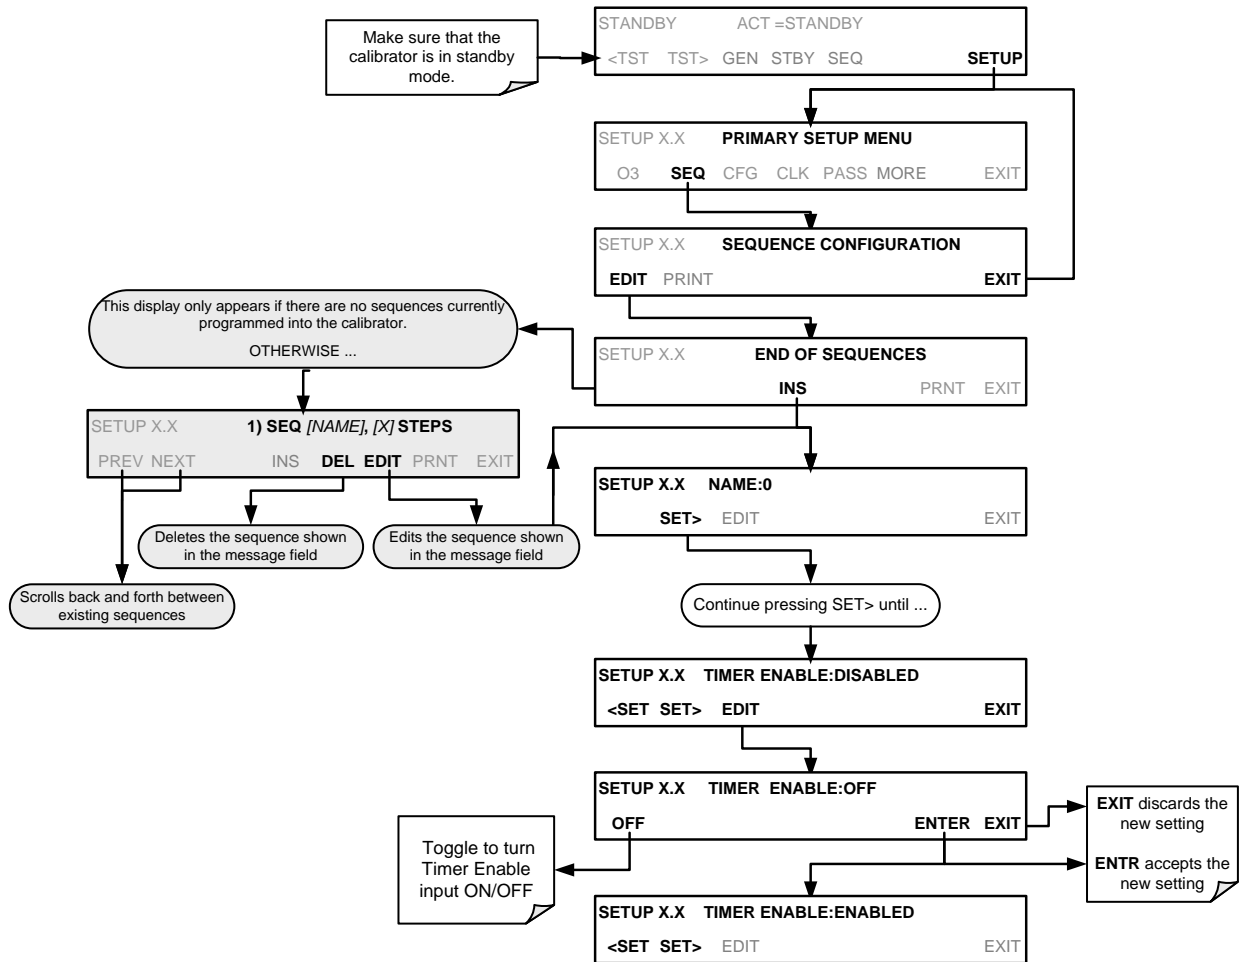 Make sure that the
calibrator is in standby
mode.
STANDBY ACT =STANDBY
<TST TST> GEN STBY SEQ SETUP
SETUP X.X PRIMARY SETUP MENU
O3 SEQ CFG CLK PASS MORE EXIT
SETUP X.X SEQUENCE CONFIGURATION
EDIT PRINT EXIT
This display only appears if there are no sequences currently
programmed into the calibrator.
OTHERWISE ...
SETUP X.X END OF SEQUENCES
INS PRNT EXIT
SETUP X.X 1) SEQ [NAME], [X] STEPS
PREV NEXT INS DEL EDIT PRNT EXIT
Deletes the sequence shown
in the message field
Edits the sequence shown
in the message field
Scrolls back and forth between
existing sequences
SETUP X.X NAME:0
SET> EDIT EXIT
Continue pressing SET> until ...
SETUP X.X TIMER ENABLE:DISABLED
<SET SET> EDIT EXIT
SETUP X.X TIMER ENABLE:OFF
OFF ENTER EXIT
EXIT discards the
new setting
ENTR accepts the
new setting
Toggle to turn
Timer Enable
input ON/OFF
SETUP X.X TIMER ENABLE:ENABLED
<SET SET> EDIT EXIT